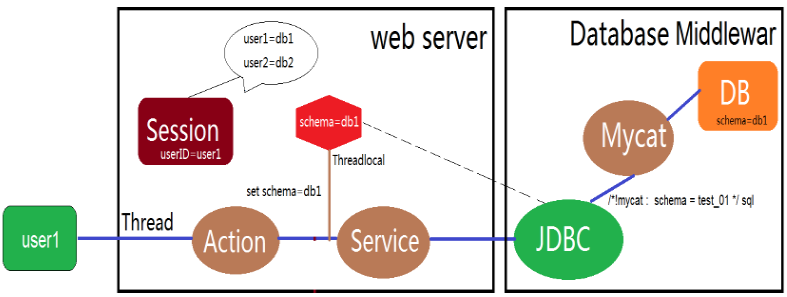 web server
Database Middlewar
user1=db1
user2=db2
Session
userID=user1
schema=db1
Threadlocal
DB
schema=db1
Mycat
set schema=db1
/*!mycat : schema = test_01 */ sql
user1
Thread
Action
Service
JDBC